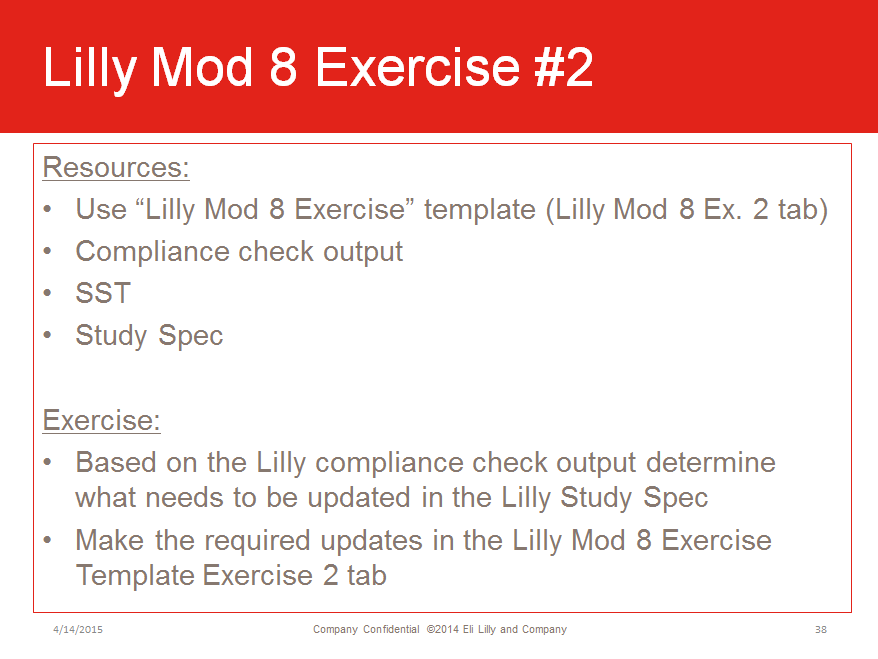 Lilly Mod 8 Exercise #2
Resources:
• Use “Lilly Mod 8 Exercise” template (Lilly Mod 8 Ex. 2 tab)
• Compliance check output
• SST
• Study Spec
Exercise:
• Based on the Lilly compliance check output determine
what needs to be updated in the Lilly Study Spec
• Make the required updates in the Lilly Mod 8 Exercise
Template Exercise 2 tab
4/14/2015 Company Confidential ©2014 Eli Lilly and Company 38